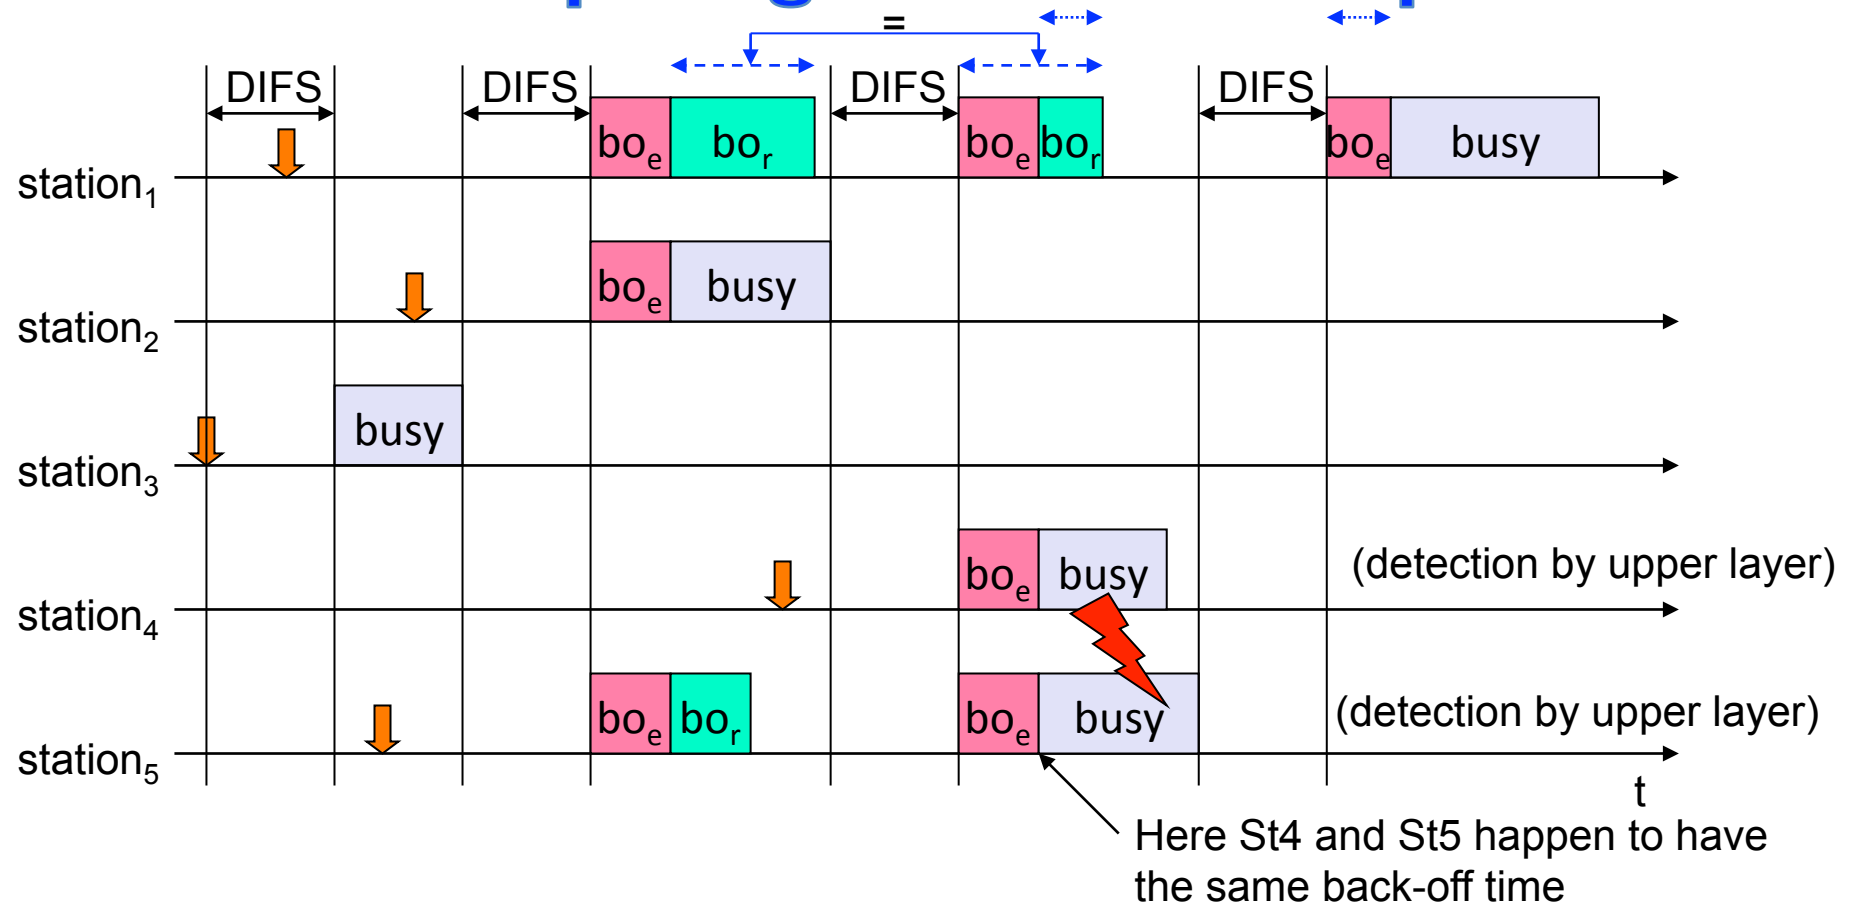 =
DIFS DIFS DIFS DIFS
boe bor boe bor boe busy
station1
boe busy
station2
busy
station3
boe busy (detection by upper layer)
station4
boe bor boe busy (detection by upper layer)
station5
t
Here St4 and St5 happen to have
the same back-off time